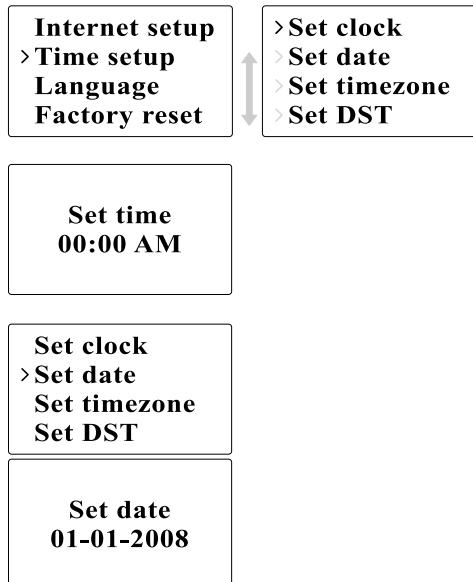 Internet setup
>Time setup
Language
Factory reset
>Set clock
>Set date
>Set timezone
>Set DST
Set time
00:00 AM
Set clock
>Set date
Set timezone
Set DST
Set date
01-01-2008